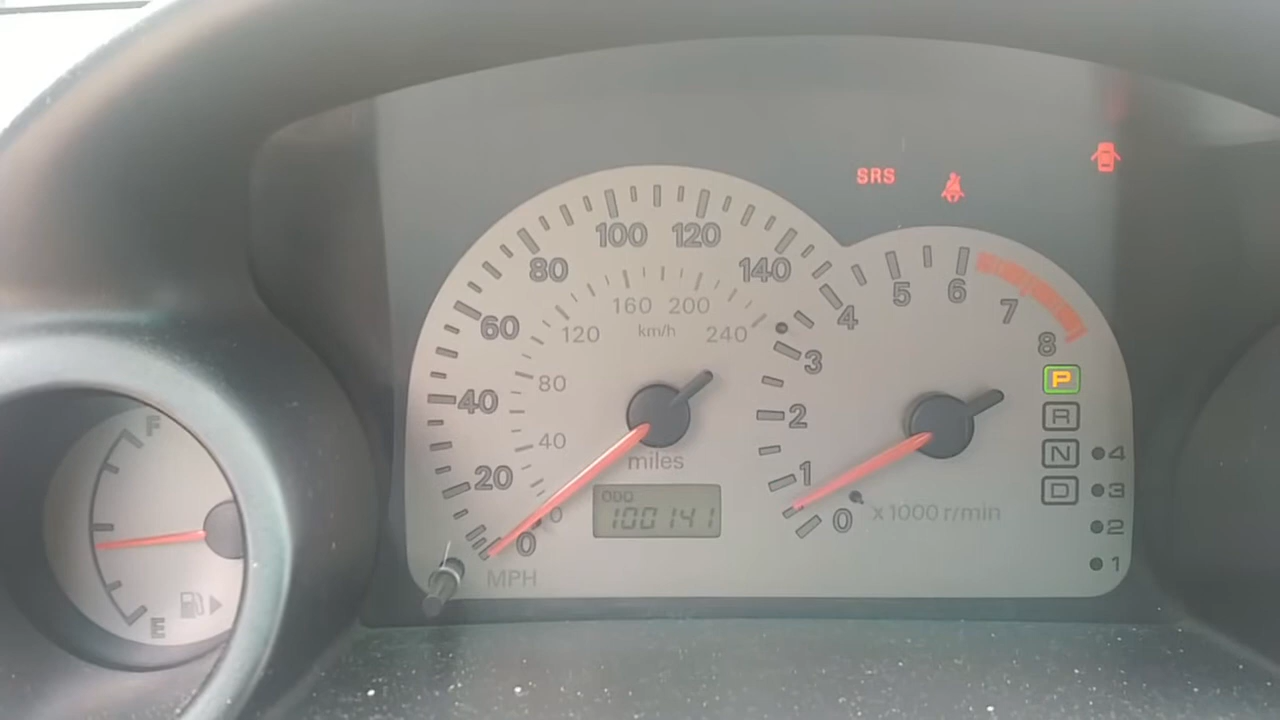 SRS
100 120
80 140
160 200
60 120 km/h 240
40 80
40
20 miles
0
0
MPH
ODO
100141
4 5 6 7 8
3
2
1
0 x 1000 r/min
P
R
N 4
D 3
2
1
F
E